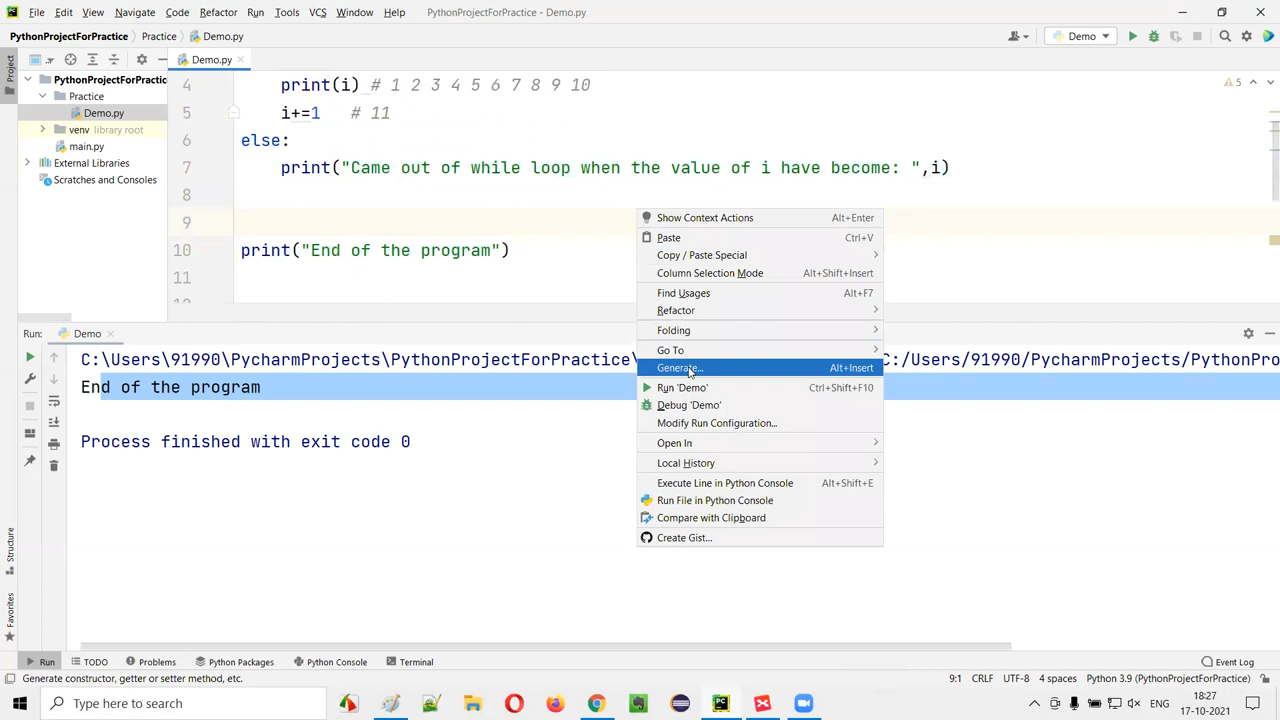 File Edit View Navigate Code Refactor Run Tools VCS Window Help PythonProjectForPractice - Demo.py
PythonProjectForPractice Practice Demo.py Demo
Project
Demo.py
PythonProjectForPractic
Practice
Demo.py
venv library root
main.py
External Libraries
Scratches and Consoles
4 print(i) # 1 2 3 4 5 6 7 8 9 10
5
5 i+=1 # 11
6 else:
7 print("Came out of while loop when the value of i have become: ",i)
8
9
10 print("End of the program")
11
Show Context Actions Alt+Enter
Paste Ctrl+V
Copy / Paste Special
Column Selection Mode Alt+Shift+Insert
Find Usages Alt+F7
Refactor
Folding
Go To
Generate... Alt+Insert
Run 'Demo' Ctrl+Shift+F10
Debug 'Demo'
Modify Run Configuration...
Open In
Local History
Execute Line in Python Console Alt+Shift+E
Run File in Python Console
Compare with Clipboard
Create Gist...
Run: Demo
C:\Users\91990\PycharmProjects\PythonProjectForPractice\ C:/Users/91990/PycharmProjects/PythonPro
End of the program
Process finished with exit code 0
Structure
Favorites
Run TODO Problems Python Packages Python Console Terminal Event Log
Generate constructor, getter or setter method, etc. 9:1 CRLF UTF-8 4 spaces Python 3.9 (PythonProjectForPractice)
Type here to search
ENG
18:27
17-10-2021